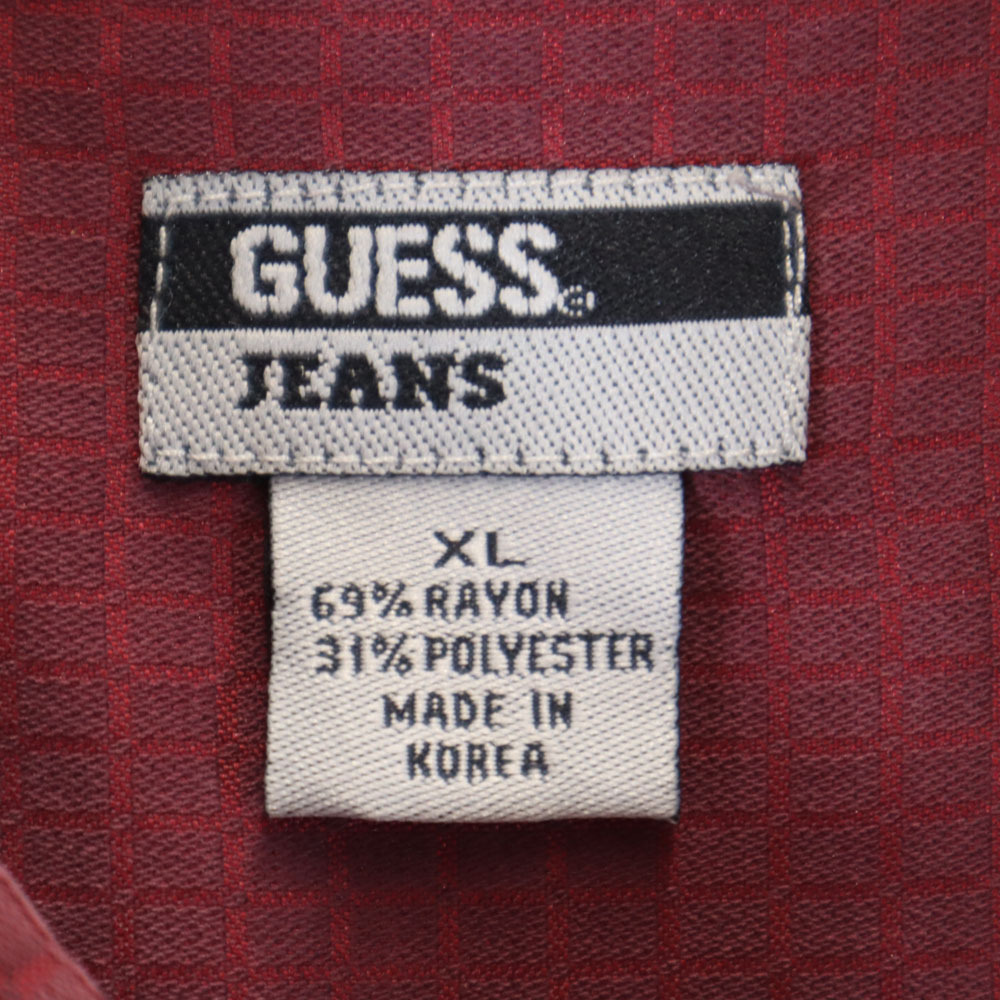 GUESS®
JEANS
XL
69% RAYON
31% POLYESTER
MADE IN
KOREA